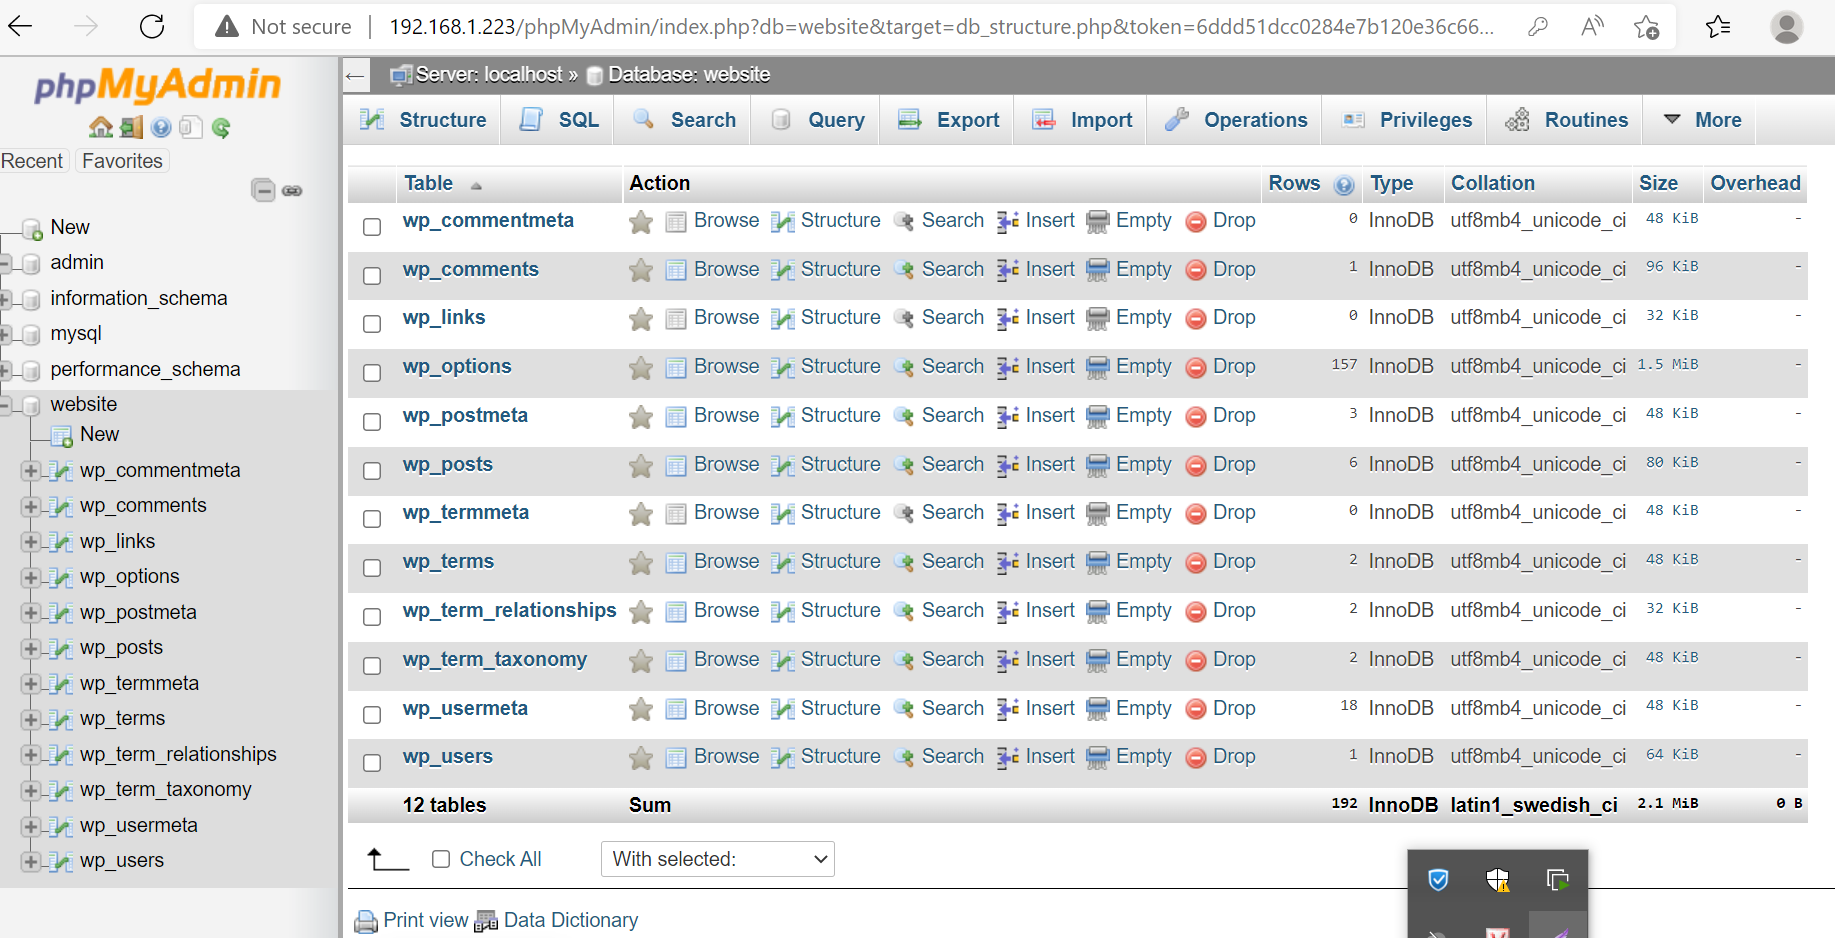 Not secure | 192.168.1.223/phpMyAdmin/index.php?db=website&target=db_structure.php&token=6ddd51dcc0284e7b120e36c66...
phpMyAdmin
Recent Favorites
New
admin
information_schema
mysql
performance_schema
website
New
wp_commentmeta
wp_comments
wp_links
wp_options
wp_postmeta
wp_posts
wp_termmeta
wp_terms
wp_term_relationships
wp_term_taxonomy
wp_usermeta
wp_users
Server: localhost » Database: website
Structure SQL Search Query Export Import Operations Privileges Routines More
Table Action Rows Type Collation Size Overhead
wp_commentmeta Browse Structure Search Insert Empty Drop 0 InnoDB utf8mb4_unicode_ci 48 KiB -
wp_comments Browse Structure Search Insert Empty Drop 1 InnoDB utf8mb4_unicode_ci 96 KiB -
wp_links Browse Structure Search Insert Empty Drop 0 InnoDB utf8mb4_unicode_ci 32 KiB -
wp_options Browse Structure Search Insert Empty Drop 157 InnoDB utf8mb4_unicode_ci 1.5 MiB -
wp_postmeta Browse Structure Search Insert Empty Drop 3 InnoDB utf8mb4_unicode_ci 48 KiB -
wp_posts Browse Structure Search Insert Empty Drop 6 InnoDB utf8mb4_unicode_ci 80 KiB -
wp_termmeta Browse Structure Search Insert Empty Drop 0 InnoDB utf8mb4_unicode_ci 48 KiB -
wp_terms Browse Structure Search Insert Empty Drop 2 InnoDB utf8mb4_unicode_ci 48 KiB -
wp_term_relationships Browse Structure Search Insert Empty Drop 2 InnoDB utf8mb4_unicode_ci 32 KiB -
wp_term_taxonomy Browse Structure Search Insert Empty Drop 2 InnoDB utf8mb4_unicode_ci 48 KiB -
wp_usermeta Browse Structure Search Insert Empty Drop 18 InnoDB utf8mb4_unicode_ci 48 KiB -
wp_users Browse Structure Search Insert Empty Drop 1 InnoDB utf8mb4_unicode_ci 64 KiB -
12 tables Sum 192 InnoDB latin1_swedish_ci 2.1 MiB 0 B
Check All With selected:
Print view Data Dictionary